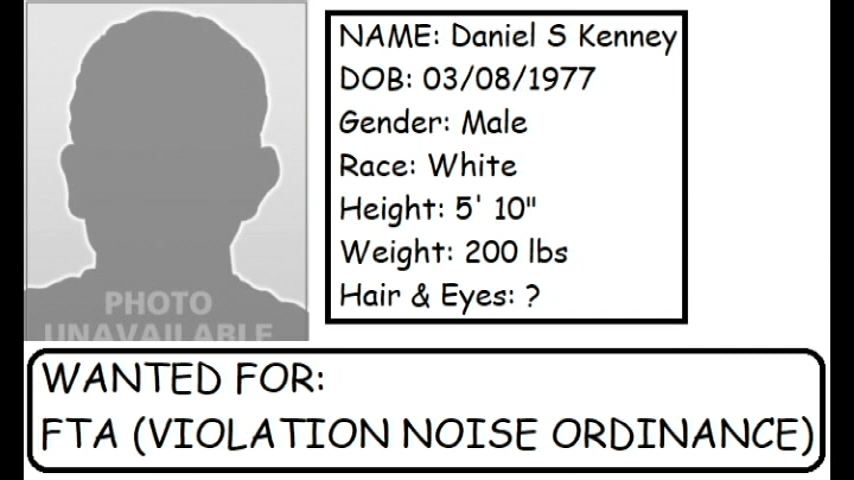 PHOTO
UNAVAILABLE
NAME: Daniel S Kenney
DOB: 03/08/1977
Gender: Male
Race: White
Height: 5' 10"
Weight: 200 lbs
Hair & Eyes: ?
WANTED FOR:
FTA (VIOLATION NOISE ORDINANCE)